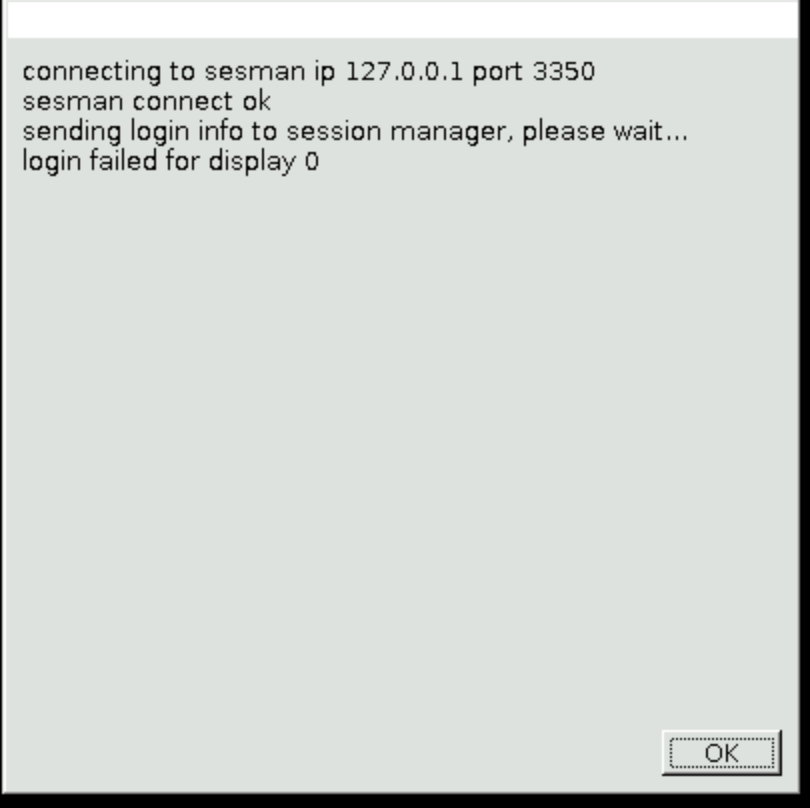 connecting to sesman ip 127.0.0.1 port 3350
sesman connect ok
sending login info to session manager, please wait...
login failed for display 0
OK